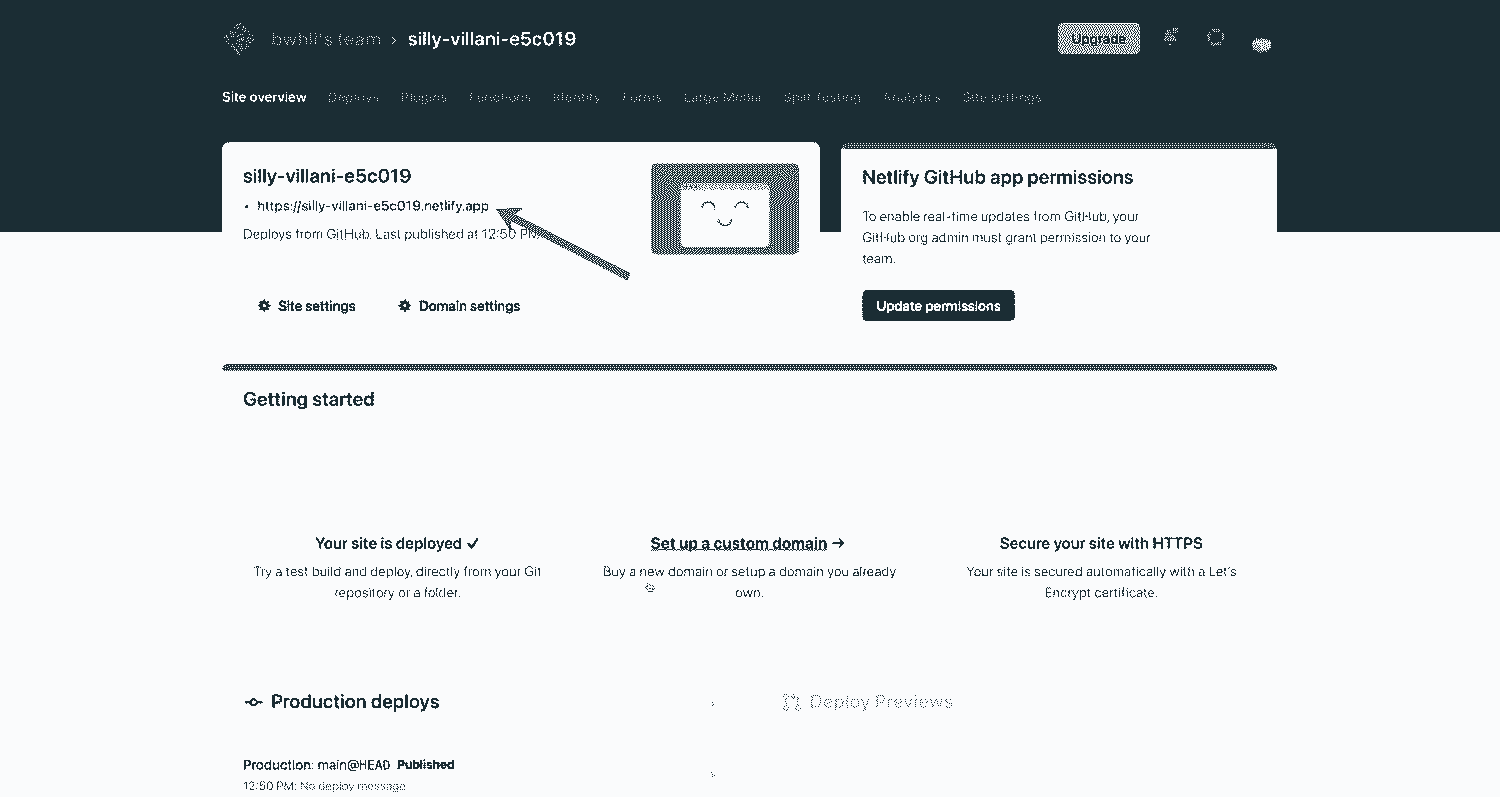 bwhli's team › silly-villani-e5c019
Upgrade
Site overview Deploys Plugins Functions Identity Forms Large Media Split Testing Analytics Site settings
silly-villani-e5c019
• https://silly-villani-e5c019.netlify.app
Deploys from GitHub. Last published at 12:50 PM.
Site settings Domain settings
Netlify GitHub app permissions
To enable real-time updates from GitHub, your
GitHub org admin must grant permission to your
team.
Update permissions
Getting started
Your site is deployed ✓
Try a test build and deploy, directly from your Git
repository or a folder.
Set up a custom domain →
Buy a new domain or setup a domain you already
own.
Secure your site with HTTPS
Your site is secured automatically with a Let's
Encrypt certificate.
Production deploys
Production: main@HEAD Published
12:50 PM: No deploy message
Deploy Previews